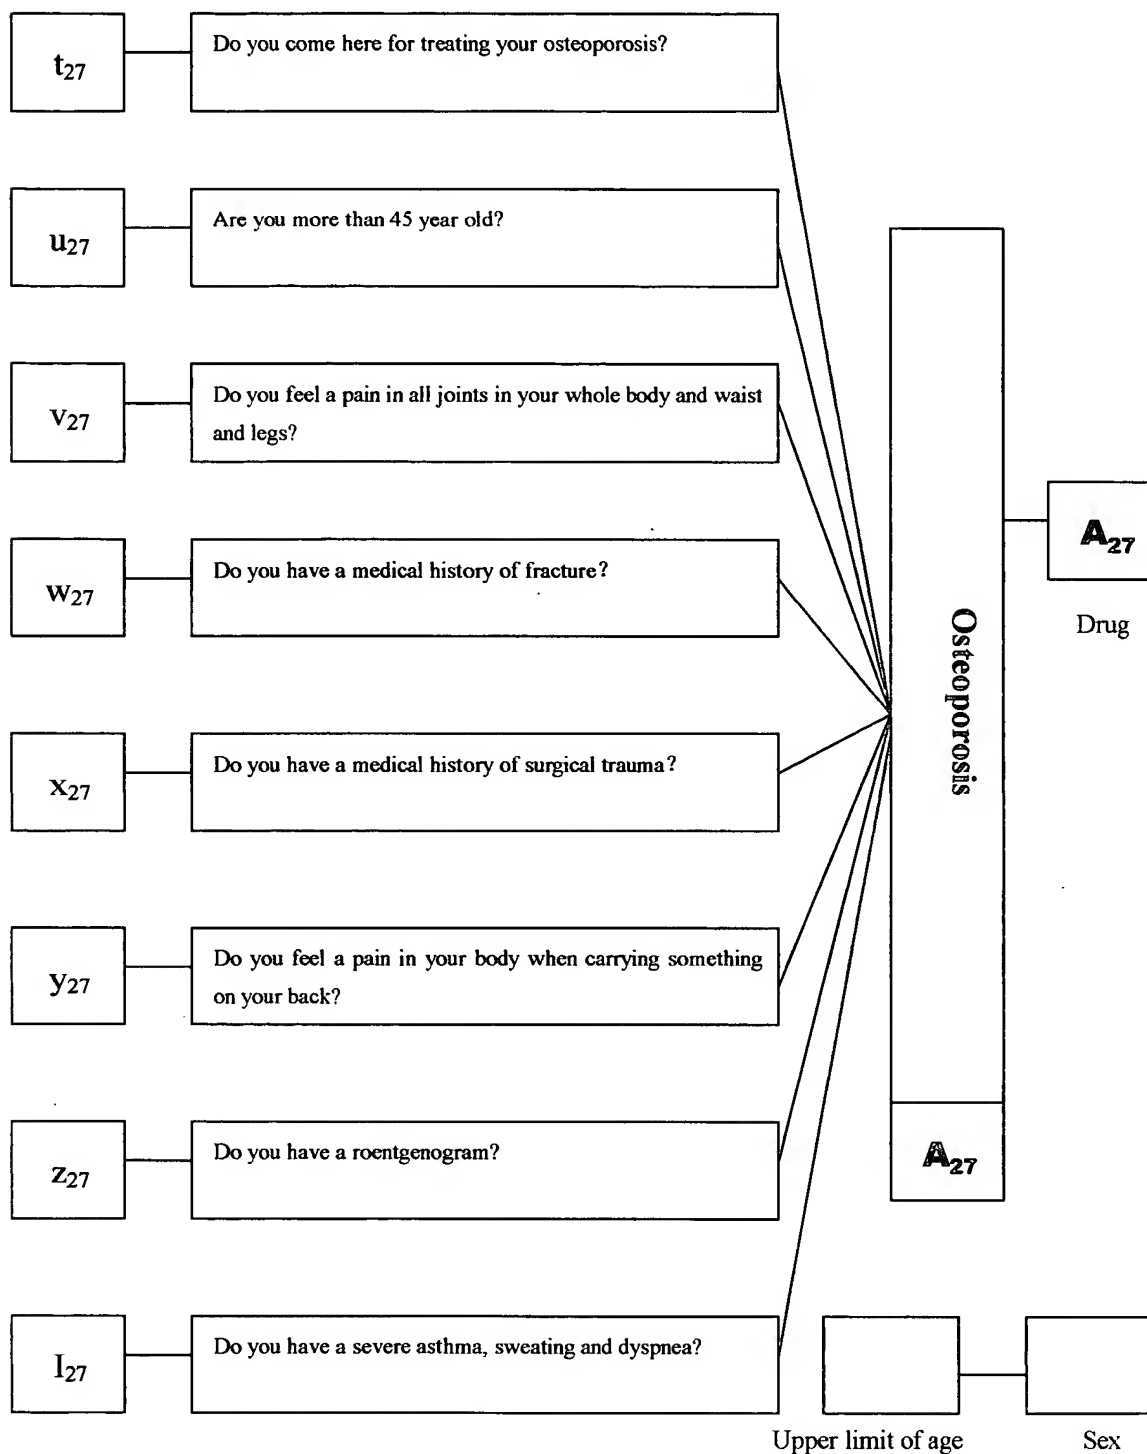 t27
Do you come here for treating your osteoporosis?
u27
Are you more than 45 year old?
v27
Do you feel a pain in all joints in your whole body and waist
and legs?
w27
Do you have a medical history of fracture?
x27
Do you have a medical history of surgical trauma?
y27
Do you feel a pain in your body when carrying something
on your back?
z27
Do you have a roentgenogram?
I27
Do you have a severe asthma, sweating and dyspnea?
Osteoporosis
A27
A27
Drug
Upper limit of age
Sex